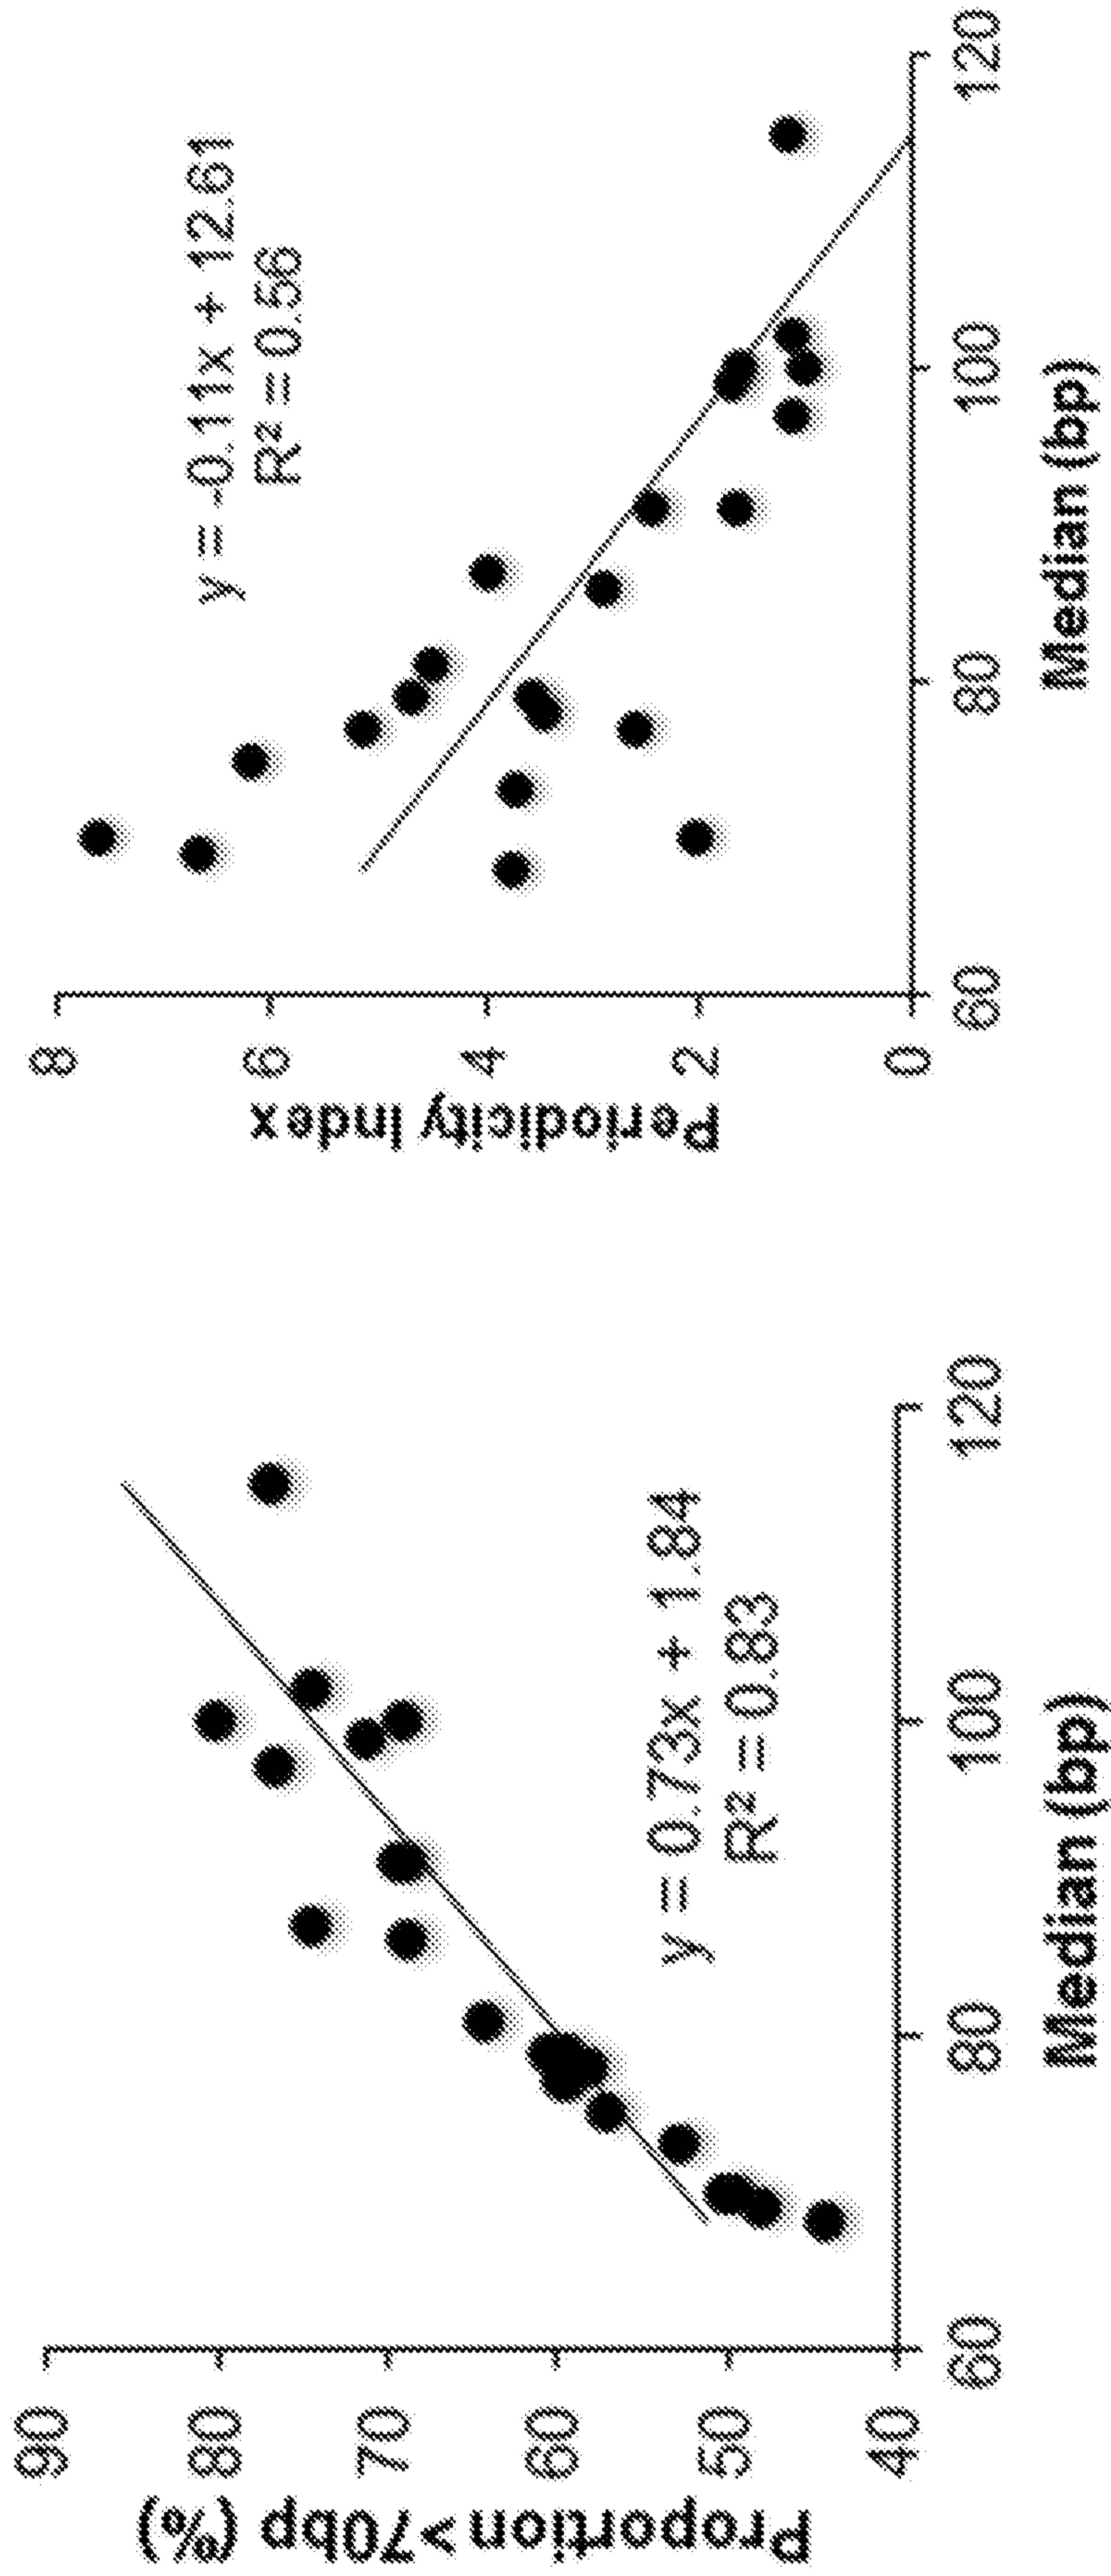 Proportion >70bp (%)
90
80
70
60
50
40
y = 0.73x + 1.84
R² = 0.83
60
80
100
120
Median (bp)
Periodicity Index
8
6
4
2
0
y = -0.11x + 12.61
R² = 0.56
60
80
100
120
Median (bp)